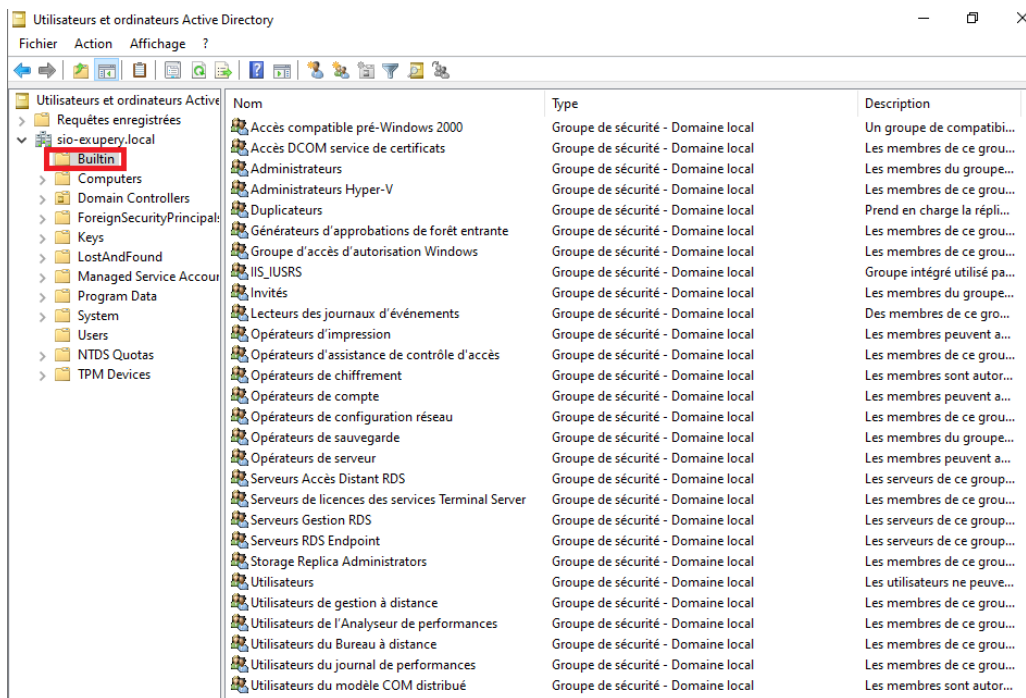 Utilisateurs et ordinateurs Active Directory
Fichier Action Affichage ?
Utilisateurs et ordinateurs Active
Requêtes enregistrées
sio-exupery.local
Builtin
Computers
Domain Controllers
ForeignSecurityPrincipals
Keys
LostAndFound
Managed Service Accour
Program Data
System
Users
NTDS Quotas
TPM Devices
Nom Type Description
Accès compatible pré-Windows 2000 Groupe de sécurité - Domaine local Un groupe de compatibi...
Accès DCOM service de certificats Groupe de sécurité - Domaine local Les membres de ce grou...
Administrateurs Groupe de sécurité - Domaine local Les membres du groupe...
Administrateurs Hyper-V Groupe de sécurité - Domaine local Les membres de ce grou...
Duplicateurs Groupe de sécurité - Domaine local Prend en charge la répli...
Générateurs d'approbations de forêt entrante Groupe de sécurité - Domaine local Les membres de ce grou...
Groupe d'accès d'autorisation Windows Groupe de sécurité - Domaine local Les membres de ce grou...
IIS_IUSRS Groupe de sécurité - Domaine local Groupe intégré utilisé pa...
Invités Groupe de sécurité - Domaine local Les membres du groupe...
Lecteurs des journaux d'événements Groupe de sécurité - Domaine local Des membres de ce gro...
Opérateurs d'impression Groupe de sécurité - Domaine local Les membres peuvent a...
Opérateurs d'assistance de contrôle d'accès Groupe de sécurité - Domaine local Les membres de ce grou...
Opérateurs de chiffrement Groupe de sécurité - Domaine local Les membres sont autor...
Opérateurs de compte Groupe de sécurité - Domaine local Les membres peuvent a...
Opérateurs de configuration réseau Groupe de sécurité - Domaine local Les membres de ce grou...
Opérateurs de sauvegarde Groupe de sécurité - Domaine local Les membres du groupe...
Opérateurs de serveur Groupe de sécurité - Domaine local Les membres peuvent a...
Serveurs Accès Distant RDS Groupe de sécurité - Domaine local Les serveurs de ce group...
Serveurs de licences des services Terminal Server Groupe de sécurité - Domaine local Les membres de ce grou...
Serveurs Gestion RDS Groupe de sécurité - Domaine local Les serveurs de ce group...
Serveurs RDS Endpoint Groupe de sécurité - Domaine local Les serveurs de ce group...
Storage Replica Administrators Groupe de sécurité - Domaine local Les membres de ce grou...
Utilisateurs Groupe de sécurité - Domaine local Les utilisateurs ne peuve...
Utilisateurs de gestion à distance Groupe de sécurité - Domaine local Les membres de ce grou...
Utilisateurs de l'Analyseur de performances Groupe de sécurité - Domaine local Les membres de ce grou...
Utilisateurs du Bureau à distance Groupe de sécurité - Domaine local Les membres de ce grou...
Utilisateurs du journal de performances Groupe de sécurité - Domaine local Les membres de ce grou...
Utilisateurs du modèle COM distribué Groupe de sécurité - Domaine local Les membres sont autor...